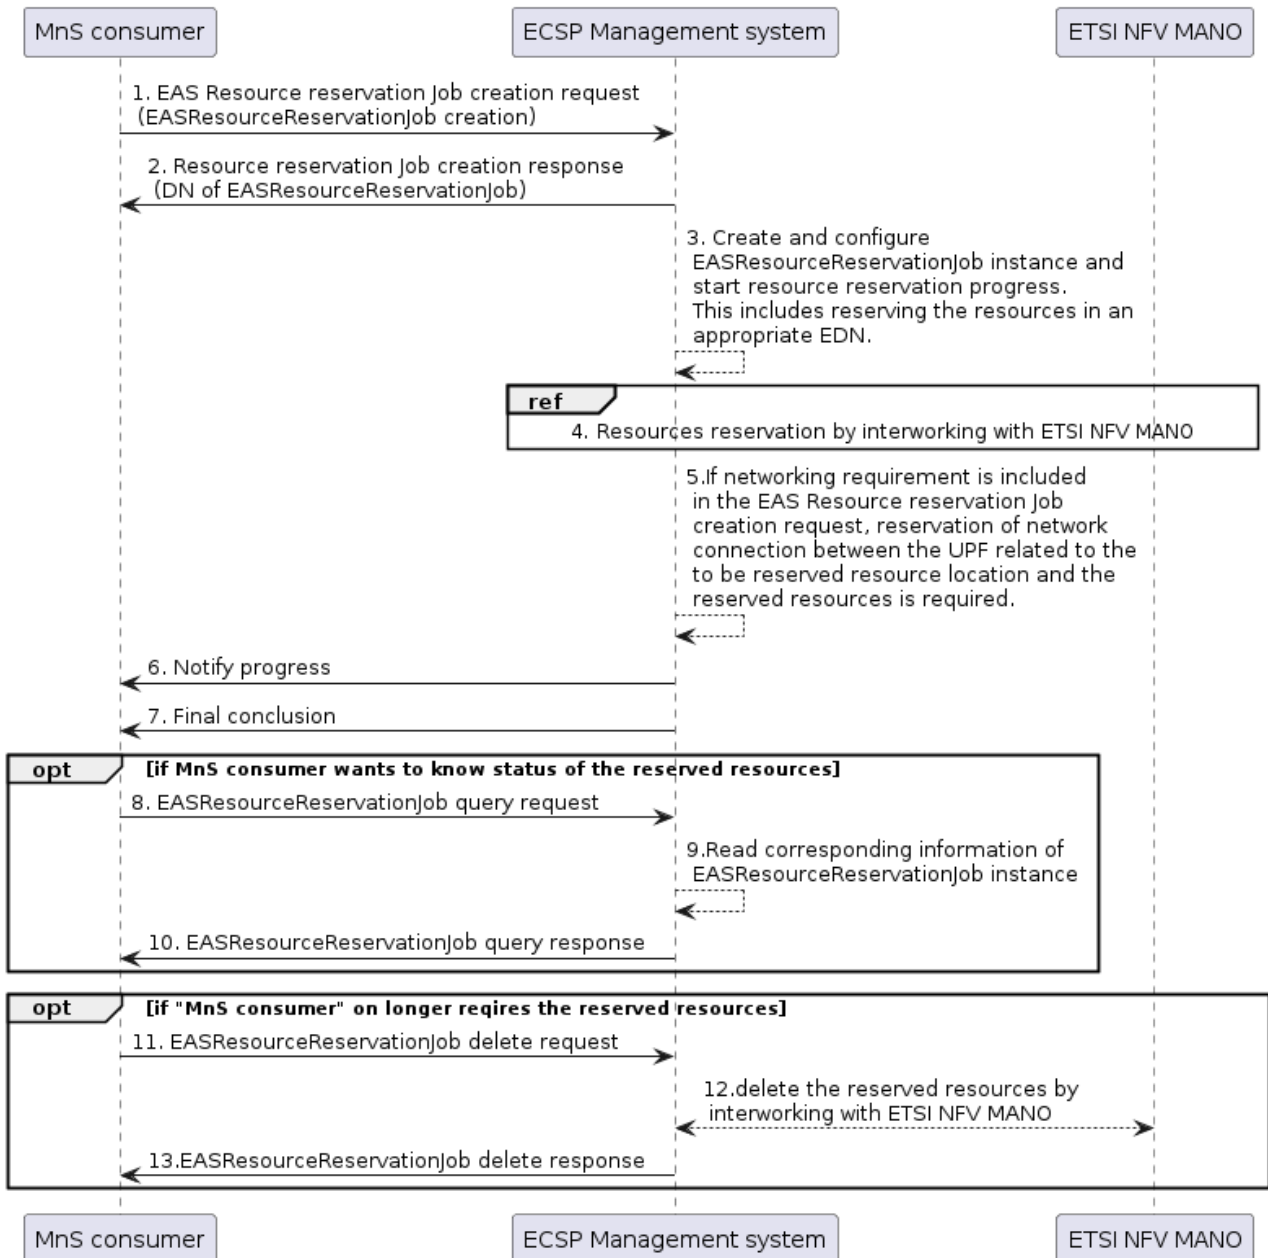 MnS consumer
ECSP Management system
ETSI NFV MANO
1. EAS Resource reservation Job creation request
(EASResourceReservationJob creation)
2. Resource reservation Job creation response
(DN of EASResourceReservationJob)
3. Create and configure
EASResourceReservationJob instance and
start resource reservation progress.
This includes reserving the resources in an
appropriate EDN.
ref
4. Resources reservation by interworking with ETSI NFV MANO
5.If networking requirement is included
in the EAS Resource reservation Job
creation request, reservation of network
connection between the UPF related to the
to be reserved resource location and the
reserved resources is required.
6. Notify progress
7. Final conclusion
opt
[if MnS consumer wants to know status of the reserved resources]
8. EASResourceReservationJob query request
9.Read corresponding information of
EASResourceReservationJob instance
10. EASResourceReservationJob query response
opt
[if "MnS consumer" on longer reqires the reserved resources]
11. EASResourceReservationJob delete request
12.delete the reserved resources by
interworking with ETSI NFV MANO
13.EASResourceReservationJob delete response
MnS consumer
ECSP Management system
ETSI NFV MANO